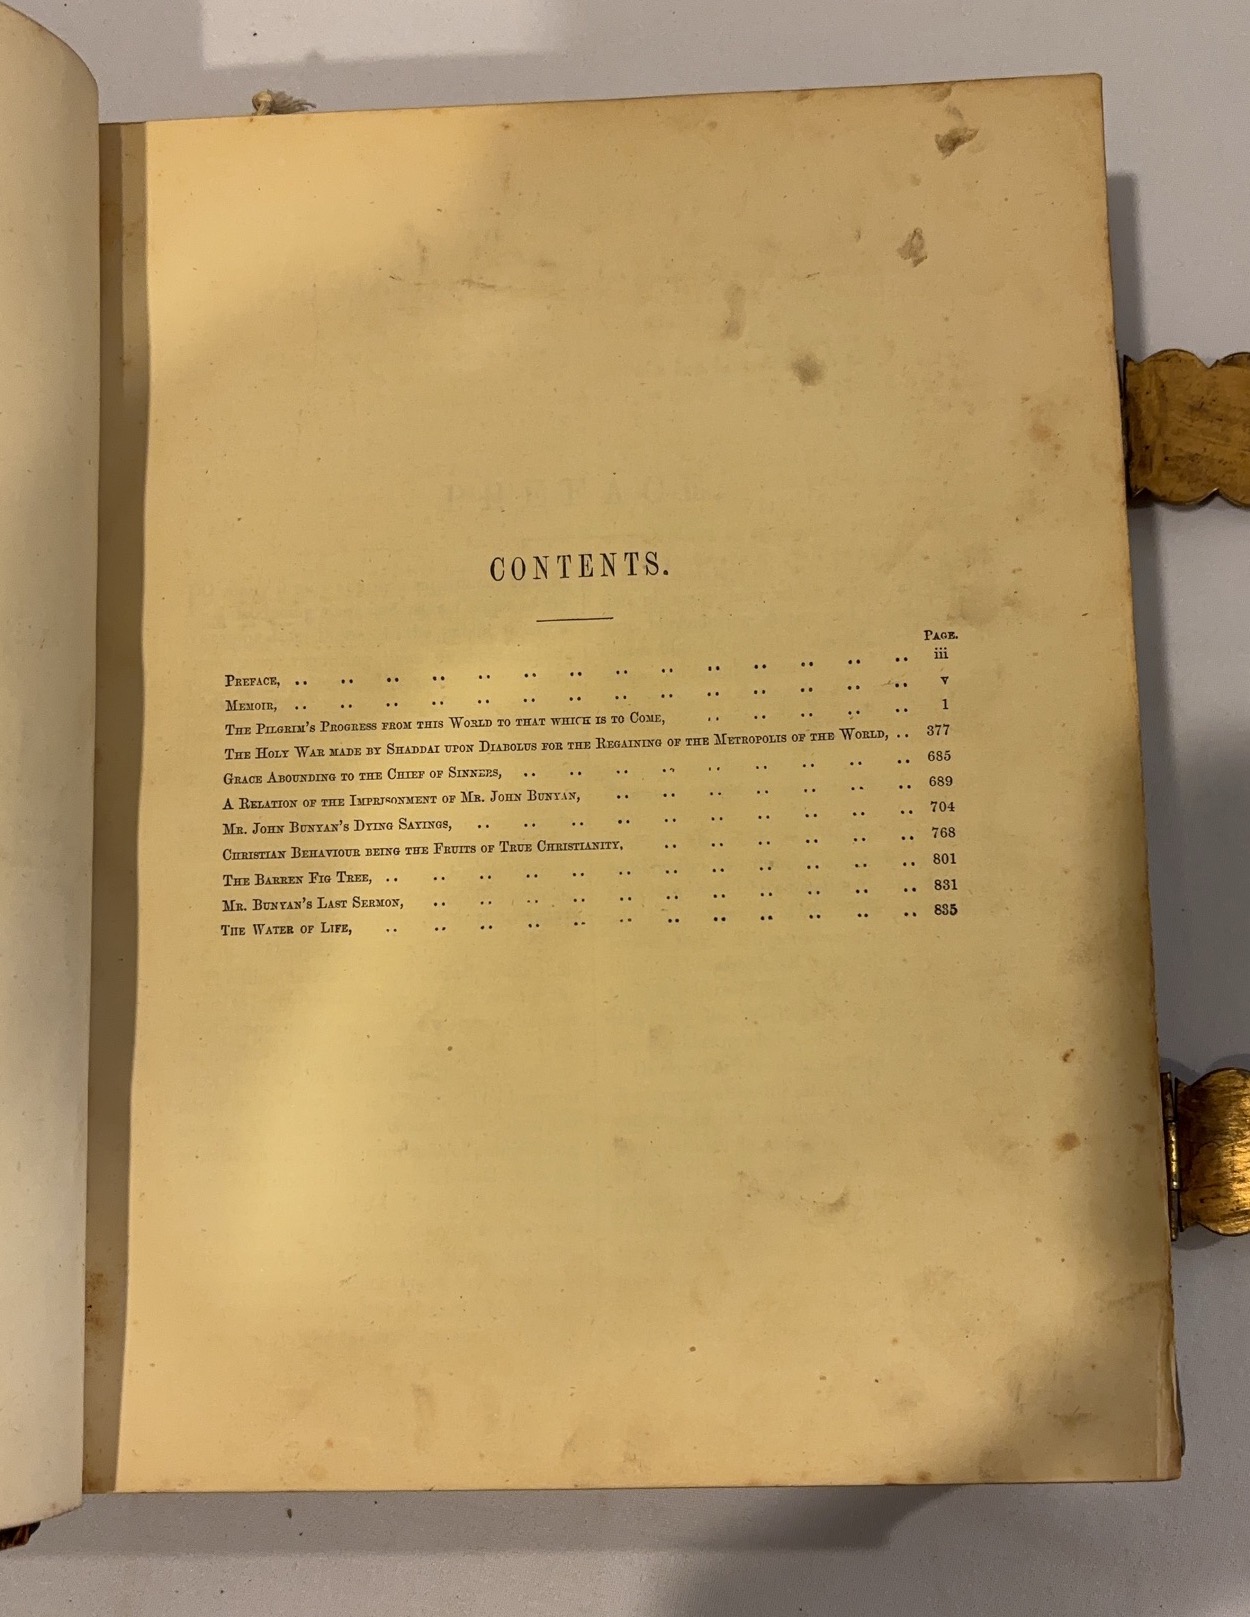 CONTENTS.
PAGE.
PREFACE, .. .. .. .. .. .. .. .. .. .. .. .. .. .. iii
MEMOIR, .. .. .. .. .. .. .. .. .. .. .. .. .. .. v
THE PILGRIM'S PROGRESS FROM THIS WORLD TO THAT WHICH IS TO COME, .. .. .. .. .. 1
THE HOLY WAR MADE BY SHADDAI UPON DIABOLUS FOR THE REGAINING OF THE METROPOLIS OF THE WORLD, .. 377
GRACE ABOUNDING TO THE CHIEF OF SINNERS, .. .. .. .. .. .. .. .. .. 685
A RELATION OF THE IMPRISONMENT OF MR. JOHN BUNYAN, .. .. .. .. .. .. .. 689
MR. JOHN BUNYAN'S DYING SAYINGS, .. .. .. .. .. .. .. .. .. .. 704
CHRISTIAN BEHAVIOUR BEING THE FRUITS OF TRUE CHRISTIANITY, .. .. .. .. .. .. 768
THE BARREN FIG TREE, .. .. .. .. .. .. .. .. .. .. .. .. 801
MR. BUNYAN'S LAST SERMON, .. .. .. .. .. .. .. .. .. .. .. 831
THE WATER OF LIFE, .. .. .. .. .. .. .. .. .. .. .. .. 835